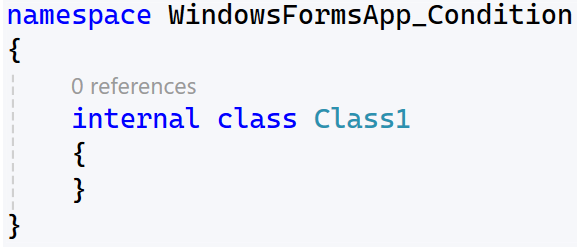 namespace WindowsFormsApp_Condition
{
0 references
internal class Class1
{
}
}